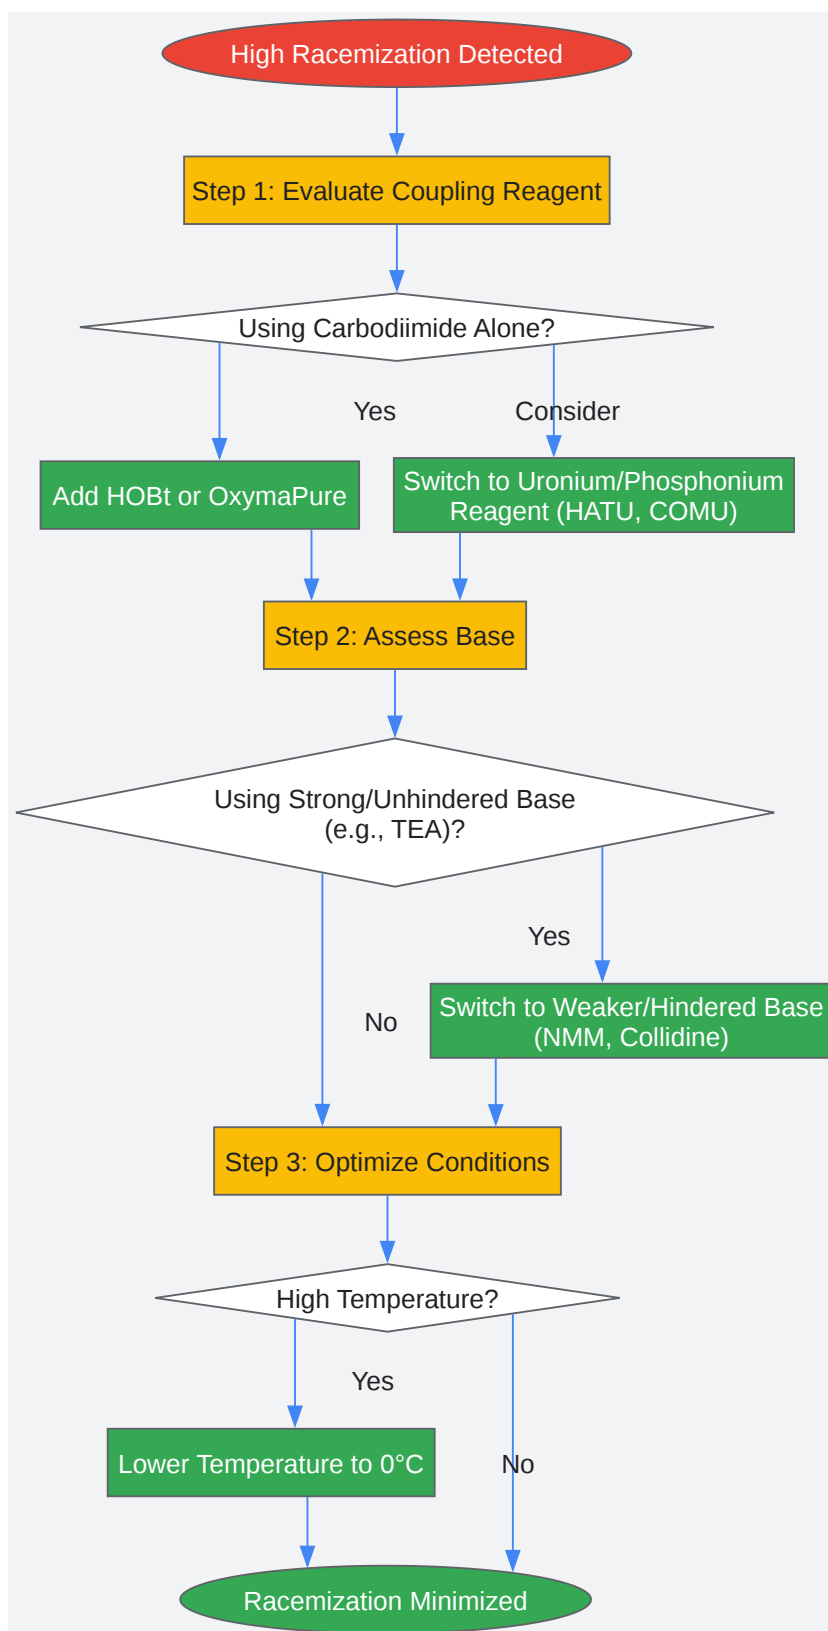 High Racemization Detected
Step 1: Evaluate Coupling Reagent
Using Carbodiimide Alone?
Yes
Consider
Add HOBt or OxymaPure
Switch to Uronium/Phosphonium
Reagent (HATU, COMU)
Step 2: Assess Base
Using Strong/Unhindered Base
(e.g., TEA)?
Yes
No
Switch to Weaker/Hindered Base
(NMM, Collidine)
Step 3: Optimize Conditions
High Temperature?
Yes
Lower Temperature to 0°C
No
Racemization Minimized